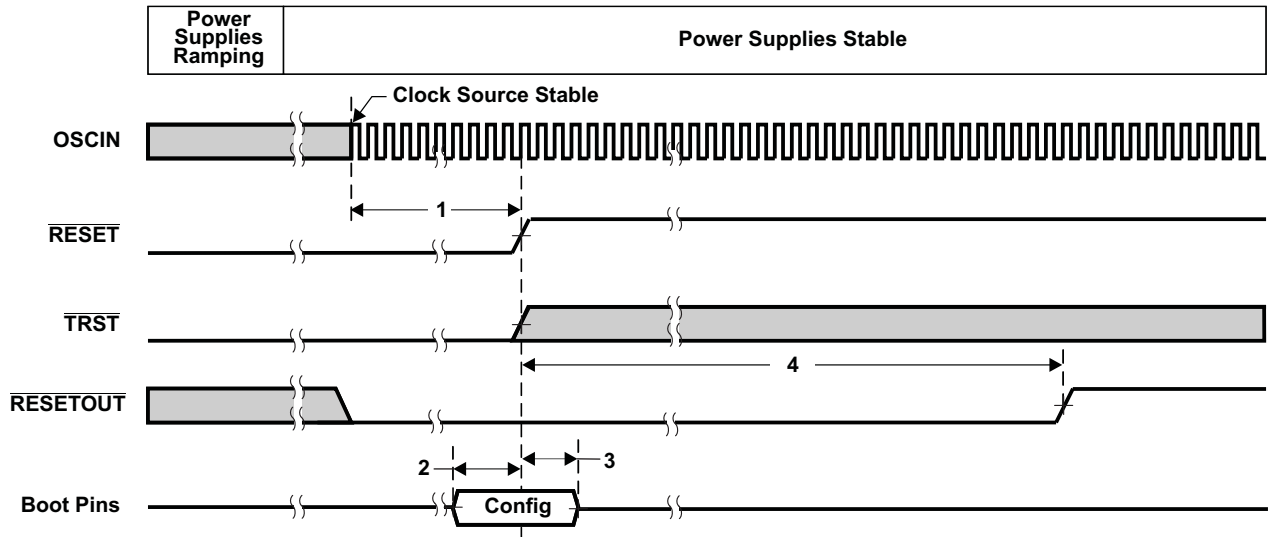 Power
Supplies
Ramping
Power Supplies Stable
Clock Source Stable
OSCIN
1
RESET
TRST
4
RESETOUT
2
3
Boot Pins
Config